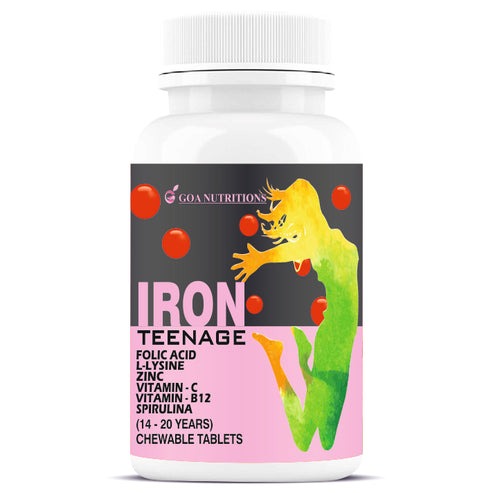 GOA NUTRITIONS
IRON
TEENAGE
FOLIC ACID
L-LYSINE
ZINC
VITAMIN - C
VITAMIN - B12
SPIRULINA
(14 - 20 YEARS)
CHEWABLE TABLETS